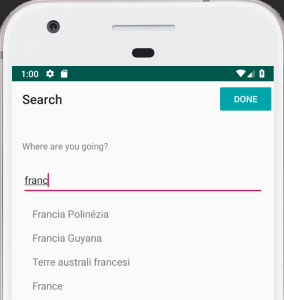 1:00
Search
DONE
Where are you going?
franc
Francia Polinézia
Francia Guyana
Terre australi francesi
France